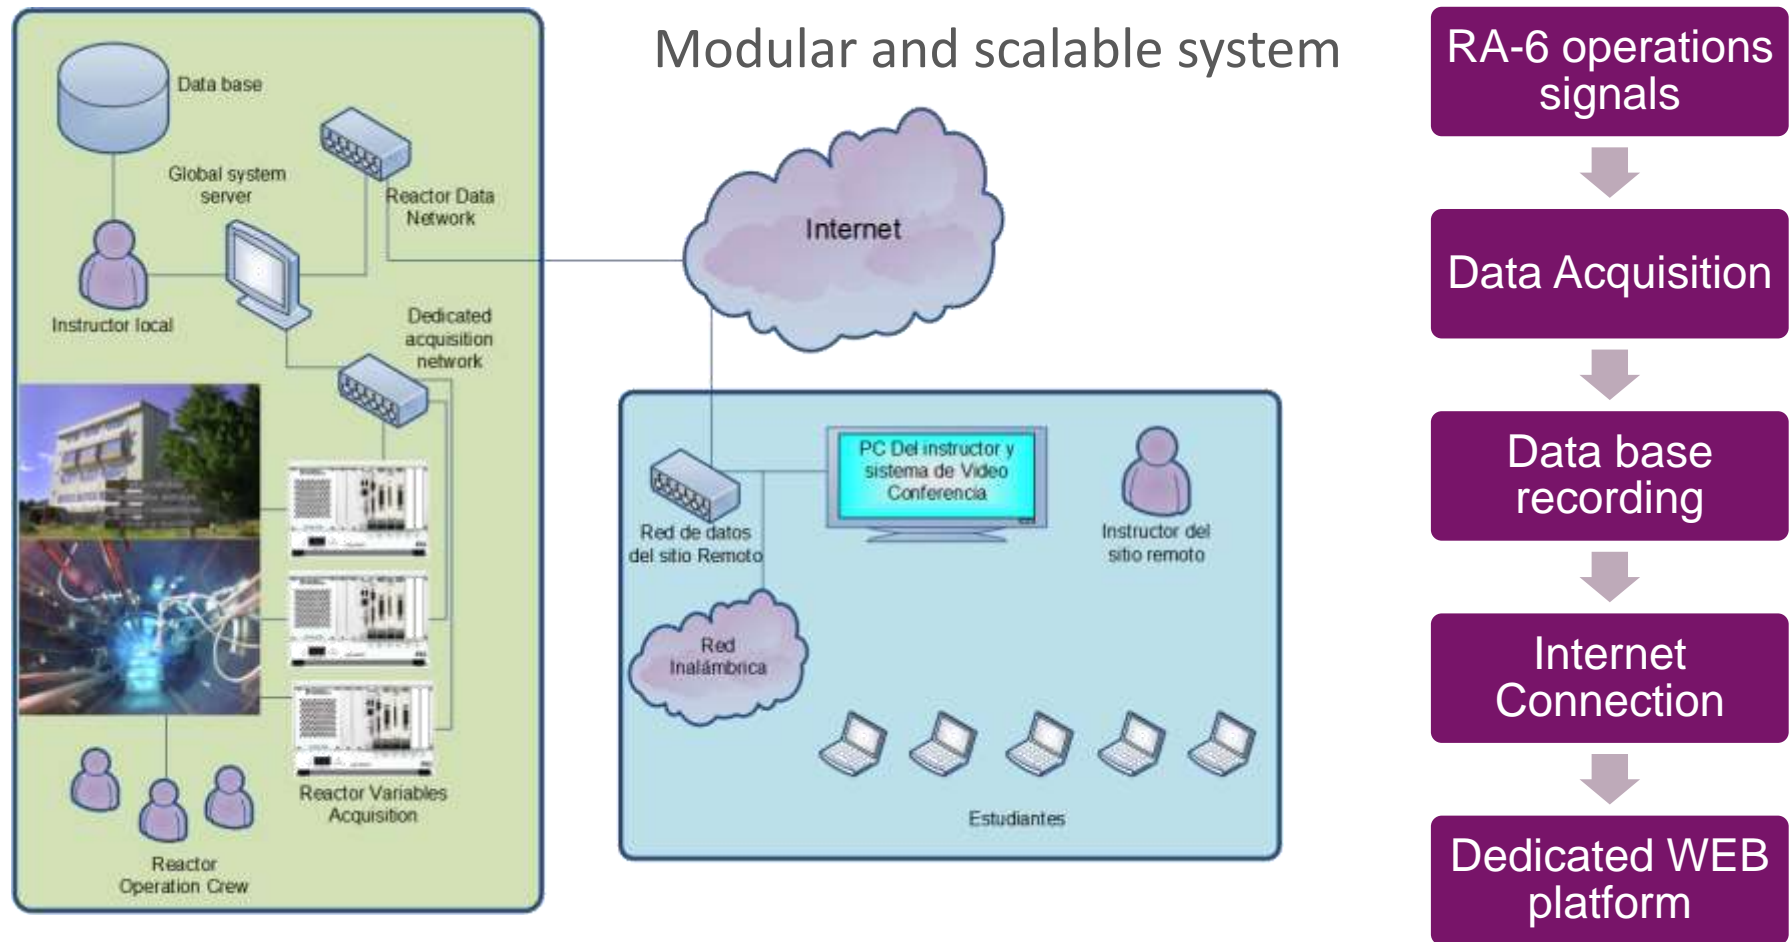 Modular and scalable system
Data base
Global system
server
Reactor Data
Network
Instructor local
Dedicated
acquisition
network
Reactor Variables
Acquisition
Reactor
Operation Crew
Internet
PC Del instructor y
sistema de Video
Conferencia
Red de datos
del sitio Remoto
Instructor del
sitio remoto
Red
Inalámbrica
Estudiantes
RA-6 operations
signals
Data Acquisition
Data base
recording
Internet
Connection
Dedicated WEB
platform